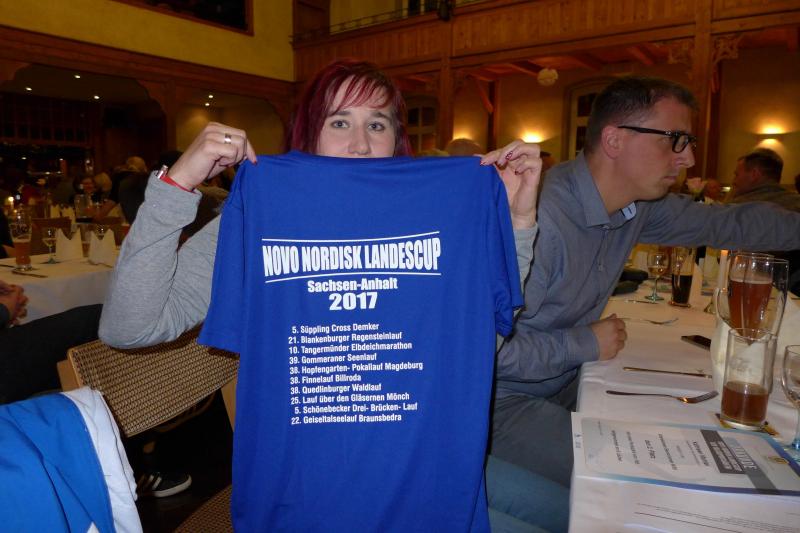 NOVO NORDISK LANDESCUP
Sachsen-Anhalt
2017
5. Süppling Cross Demker
21. Blankenburger Regensteinlauf
10. Tangermünder Elbdeichmarathon
39. Gommeraner Seenlauf
38. Hopfengarten- Pokallauf Magdeburg
38. Finnelauf Billroda
38. Quedlinburger Waldlauf
25. Lauf über den Gläsernen Mönch
5. Schönebecker Drei- Brücken- Lauf
22. Geiseltalseelauf Braunsbedra